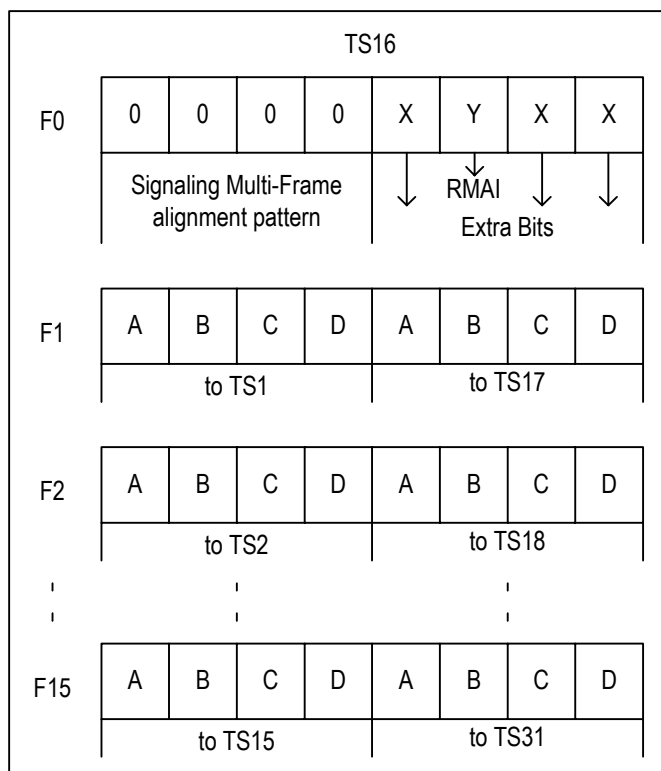 TS16
F0 0 0 0 0 X Y X X
Signaling Multi-Frame
alignment pattern
RMAI
Extra Bits
F1 A B C D A B C D
to TS1 to TS17
F2 A B C D A B C D
to TS2 to TS18
F15 A B C D A B C D
to TS15 to TS31